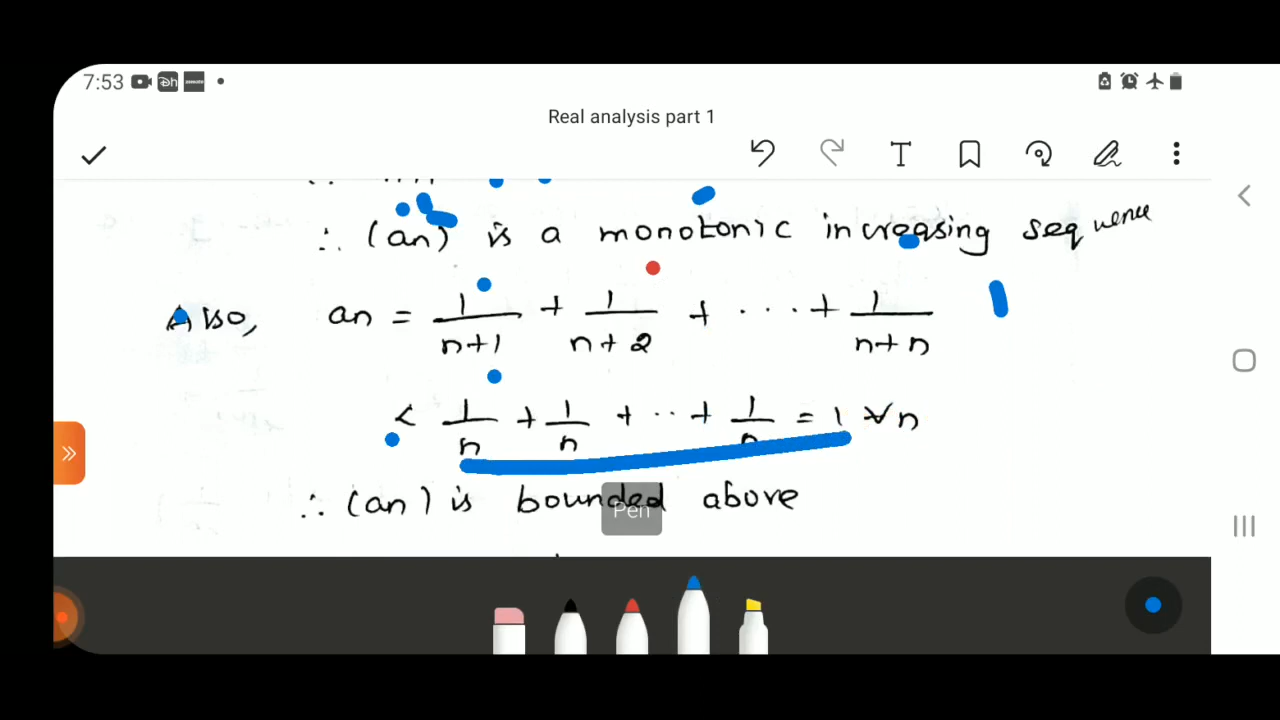 7:53
Real analysis part 1
∴ (an) is a monotonic increasing sequence
Also, an = 1/(n+1) + 1/(n+2) + ... + 1/(n+n)
< 1/n + 1/n + .. + 1/n = 1 ∀n
∴ (an) is bounded above
Pen